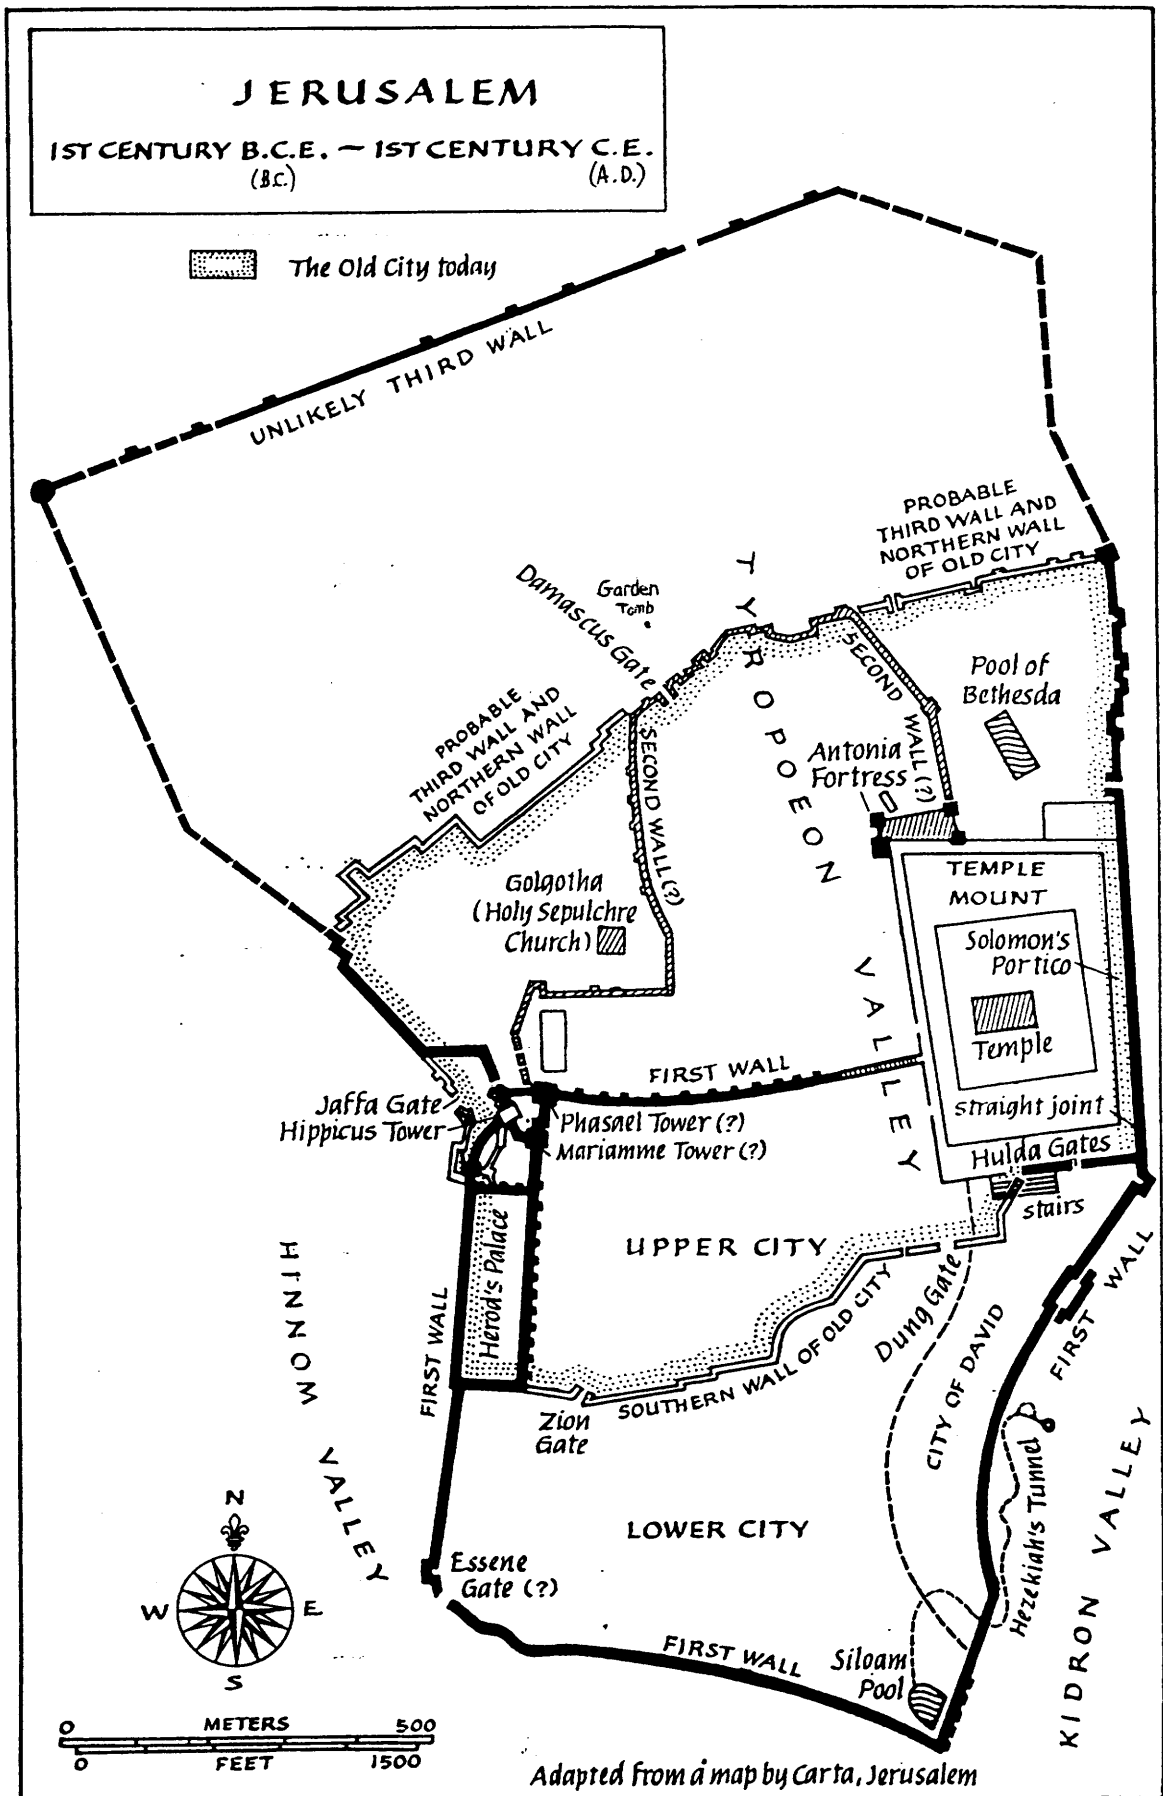 JERUSALEM
1ST CENTURY B.C.E. ~ 1ST CENTURY C.E.
(B.C.) (A.D.)
The Old City today
UNLIKELY THIRD WALL
PROBABLE
THIRD WALL AND
NORTHERN WALL
OF OLD CITY
Damascus Gate
Garden
Tomb
TYROPOEON VALLEY
SECOND WALL (?)
Pool of
Bethesda
PROBABLE
THIRD WALL AND
NORTHERN WALL
OF OLD CITY
SECOND WALL (?)
Antonia
Fortress
Golgotha
(Holy Sepulchre
Church)
TEMPLE
MOUNT
Solomon's
Portico
Temple
FIRST WALL
Jaffa Gate
Hippicus Tower
Phasael Tower (?)
Mariamme Tower (?)
straight joint
Hulda Gates
stairs
UPPER CITY
Herod's Palace
FIRST WALL
HINNOM VALLEY
Zion
Gate
SOUTHERN WALL OF OLD CITY
Dung Gate
CITY OF DAVID
FIRST WALL
Hezekiah's Tunnel
KIDRON VALLEY
LOWER CITY
Essene
Gate (?)
FIRST WALL
Siloam
Pool
N
W E
S
0 METERS 500
0 FEET 1500
Adapted from a map by Carta, Jerusalem